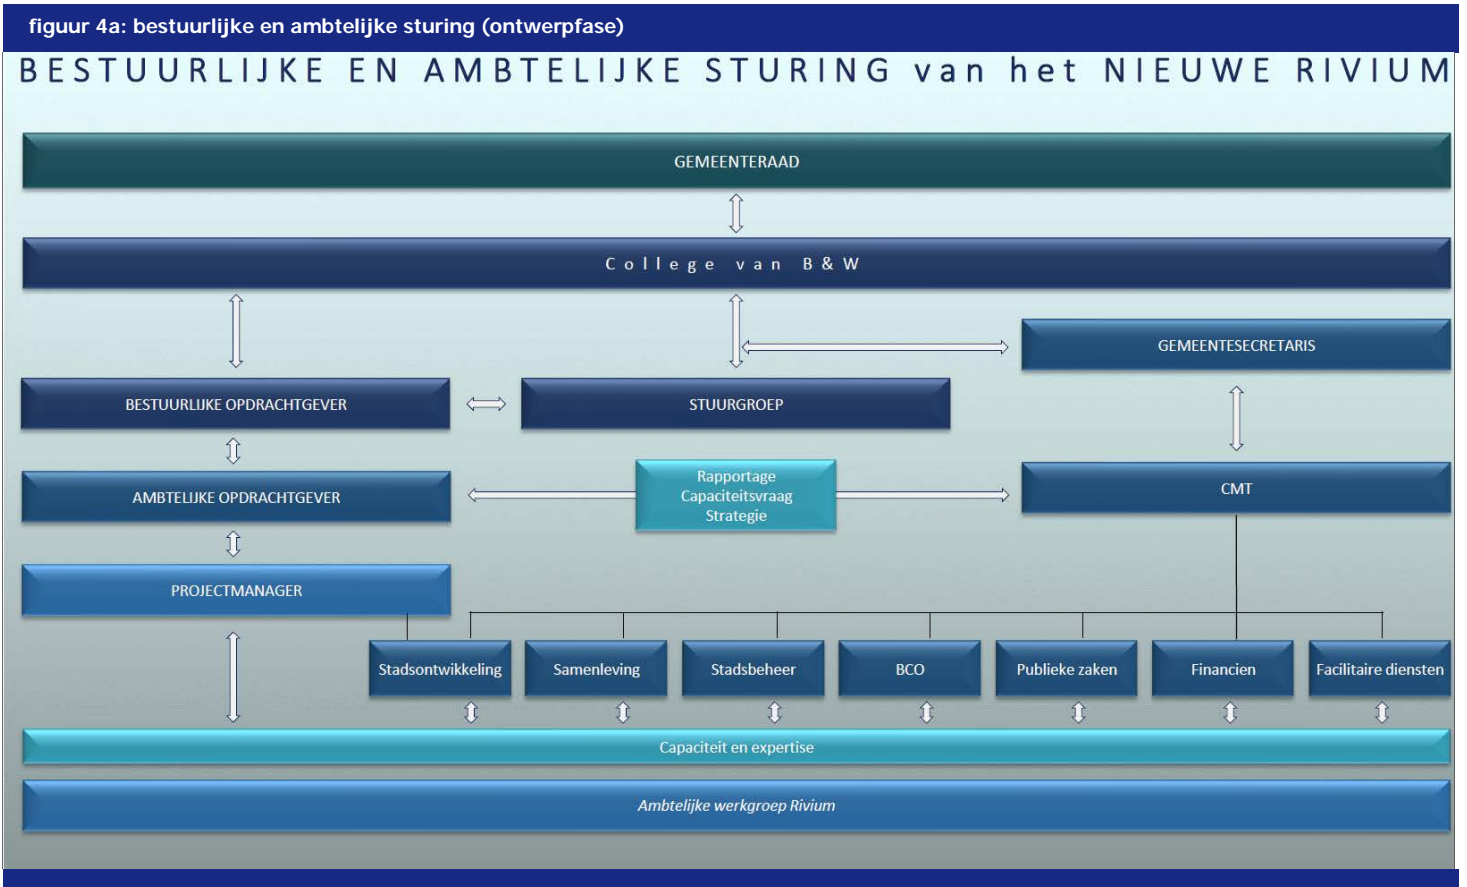 figuur 4a: bestuurlijke en ambtelijke sturing (ontwerpfase)
BESTUURLIJKE EN AMBTELIJKE STURING van het NIEUWE RIVIUM
GEMEENTERAAD
College van B&W
GEMEENTESECRETARIS
BESTUURLIJKE OPDRACHTGEVER
STUURGROEP
AMBTELIJKE OPDRACHTGEVER
Rapportage
Capaciteitsvraag
Strategie
CMT
PROJECTMANAGER
Stadsontwikkeling
Samenleving
Stadsbeheer
BCO
Publieke zaken
Financien
Facilitaire diensten
Capaciteit en expertise
Ambtelijke werkgroep Rivium